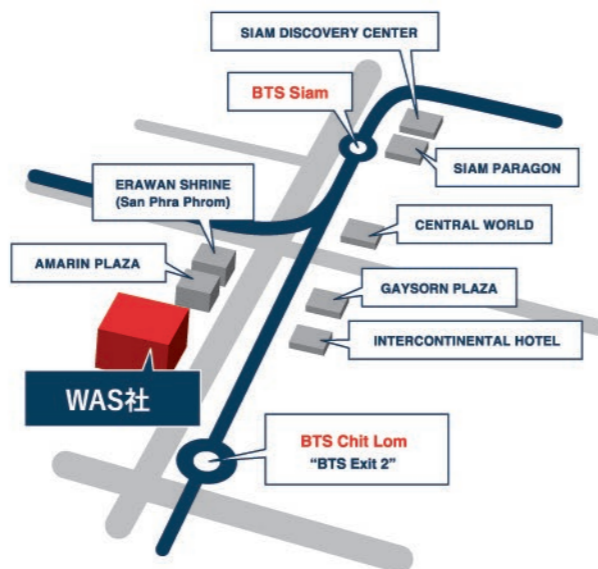 SIAM DISCOVERY CENTER
BTS Siam
SIAM PARAGON
ERAWAN SHRINE
(San Phra Phrom)
CENTRAL WORLD
AMARIN PLAZA
GAYSORN PLAZA
INTERCONTINENTAL HOTEL
WAS社
BTS Chit Lom
“BTS Exit 2”